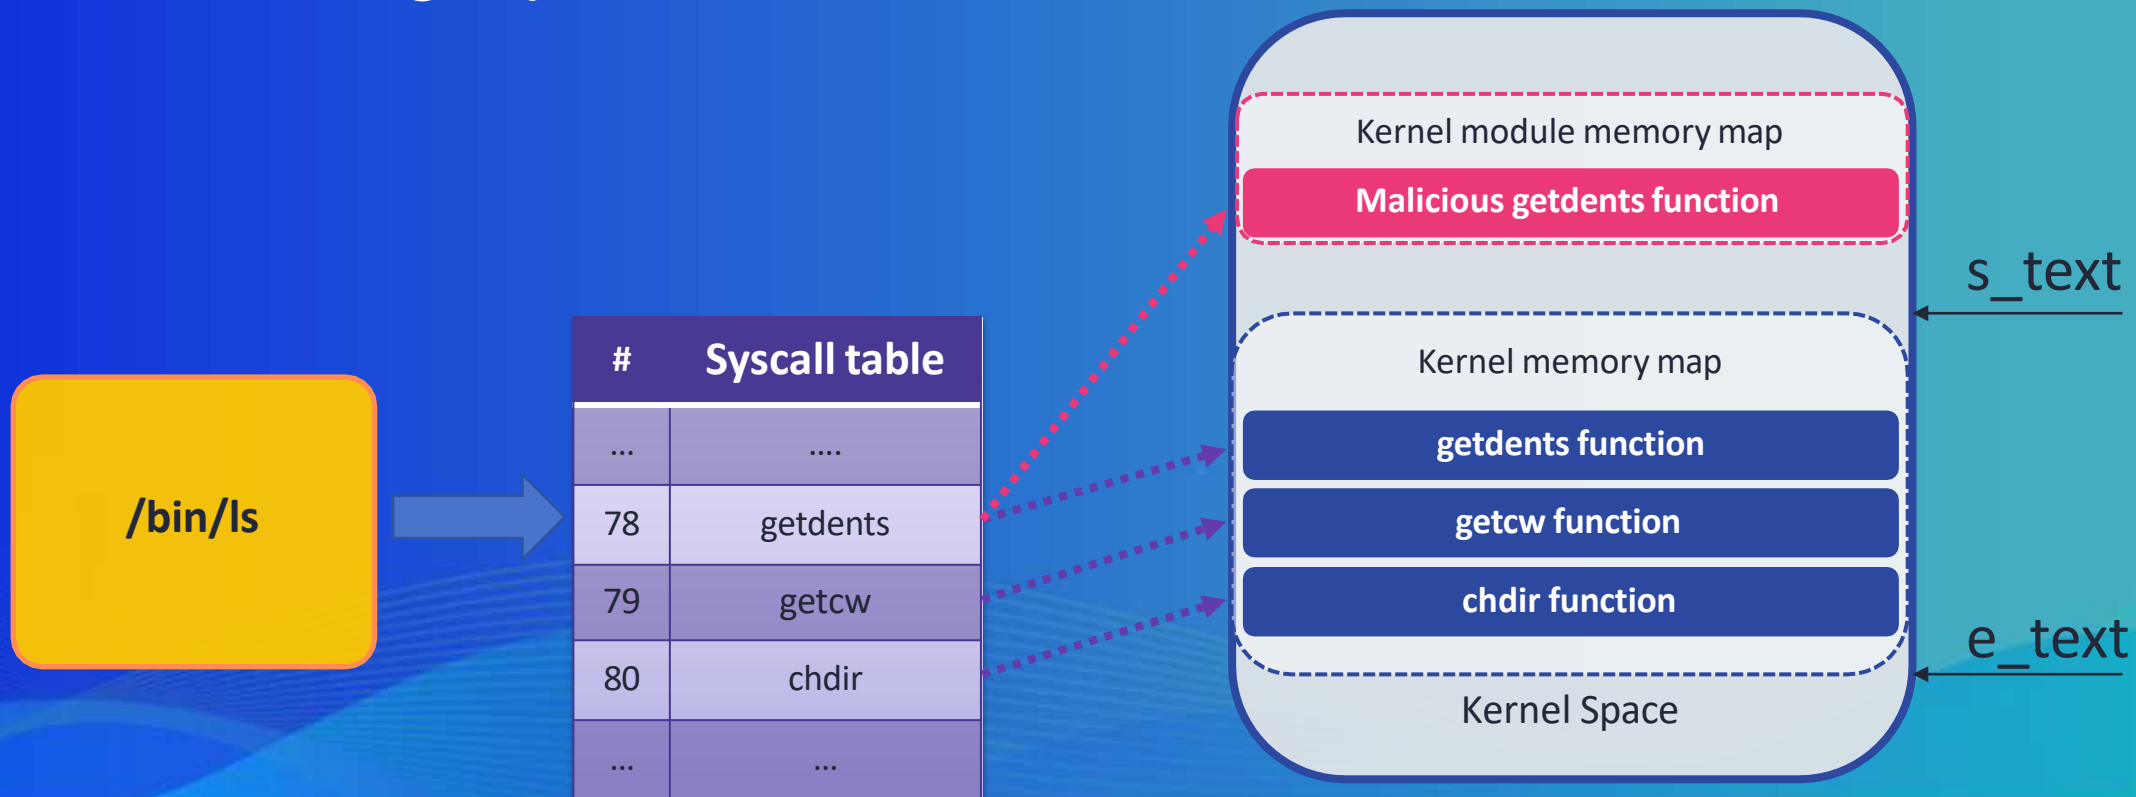 Kernel module memory map
Malicious getdents function
s_text
# Syscall table
/bin/ls
... ....
78 getdents
79 getcw
80 chdir
... ...
Kernel memory map
getdents function
getcw function
chdir function
e_text
Kernel Space